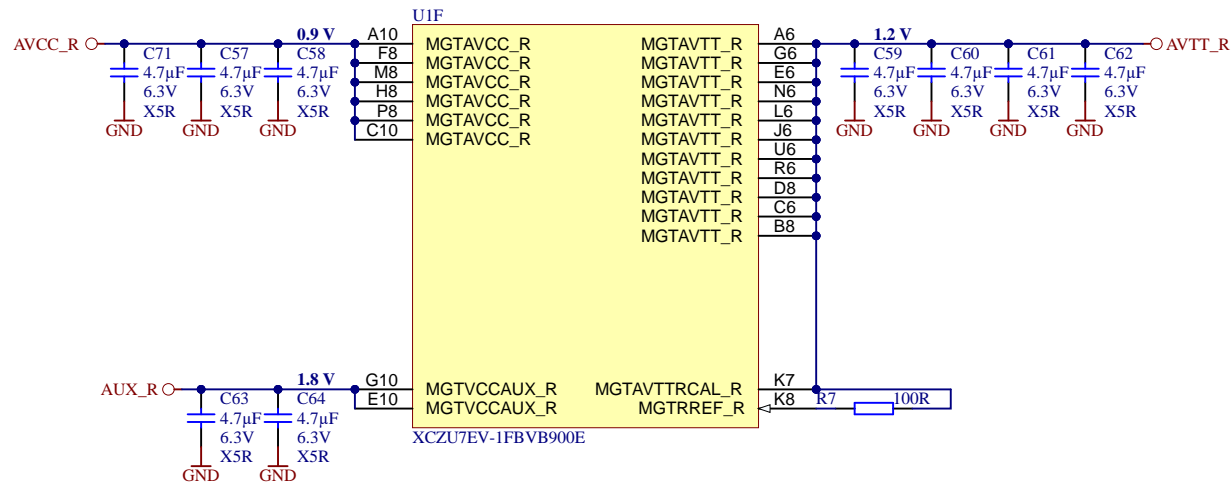 U1F
AVCC_R
0.9 V
A10
MGTAVCC_R
F8
MGTAVCC_R
M8
MGTAVCC_R
H8
MGTAVCC_R
P8
MGTAVCC_R
C10
MGTAVCC_R
C71
4.7µF
6.3V
X5R
GND
C57
4.7µF
6.3V
X5R
GND
C58
4.7µF
6.3V
X5R
GND
MGTAVTT_R
A6
MGTAVTT_R
G6
MGTAVTT_R
E6
MGTAVTT_R
N6
MGTAVTT_R
L6
MGTAVTT_R
J6
MGTAVTT_R
U6
MGTAVTT_R
R6
MGTAVTT_R
D8
MGTAVTT_R
C6
MGTAVTT_R
B8
1.2 V
AVTT_R
C59
4.7µF
6.3V
X5R
GND
C60
4.7µF
6.3V
X5R
GND
C61
4.7µF
6.3V
X5R
GND
C62
4.7µF
6.3V
X5R
GND
AUX_R
1.8 V
G10
MGTVCCAUX_R
E10
MGTVCCAUX_R
C63
4.7µF
6.3V
X5R
GND
C64
4.7µF
6.3V
X5R
GND
MGTAVTTRCAL_R
K7
MGTRREF_R
K8
R7
100R
XCZU7EV-1FBVB900E